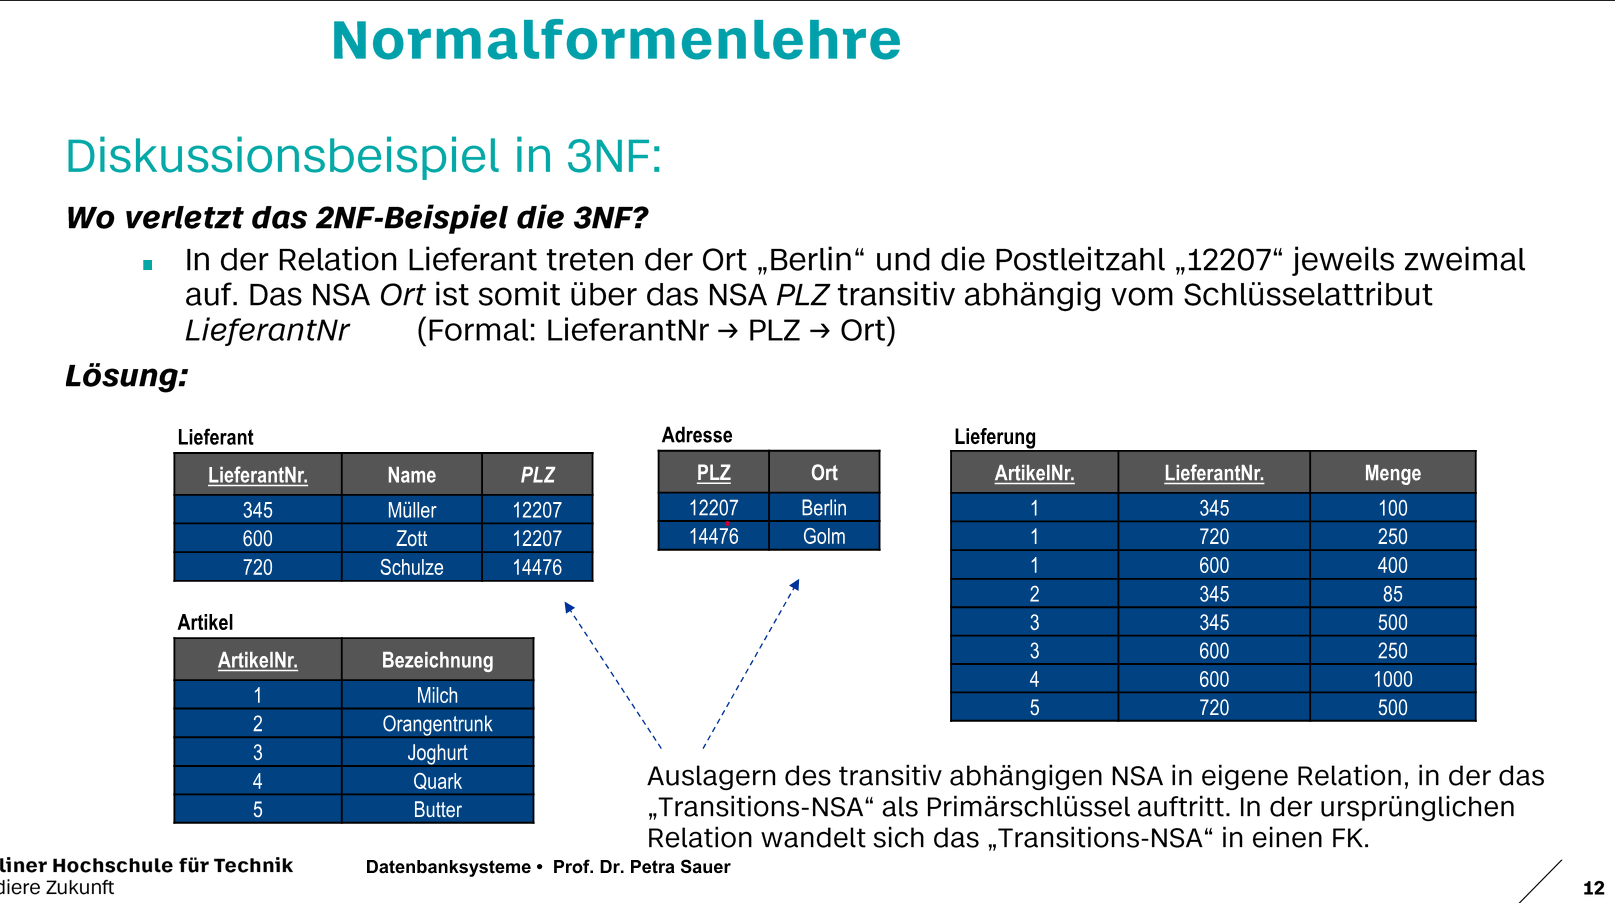 Normalformenlehre
Diskussionsbeispiel in 3NF:
Wo verletzt das 2NF-Beispiel die 3NF?
In der Relation Lieferant treten der Ort „Berlin“ und die Postleitzahl „12207“ jeweils zweimal
auf. Das NSA Ort ist somit über das NSA PLZ transitiv abhängig vom Schlüsselattribut
LieferantNr (Formal: LieferantNr → PLZ → Ort)
Lösung:
Lieferant
LieferantNr. Name PLZ
345 Müller 12207
600 Zott 12207
720 Schulze 14476
Adresse
PLZ Ort
12207 Berlin
14476 Golm
Lieferung
ArtikelNr. LieferantNr. Menge
1 345 100
1 720 250
1 600 400
2 345 85
3 345 500
3 600 250
4 600 1000
5 720 500
Artikel
ArtikelNr. Bezeichnung
1 Milch
2 Orangentrunk
3 Joghurt
4 Quark
5 Butter
Auslagern des transitiv abhängigen NSA in eigene Relation, in der das
„Transitions-NSA“ als Primärschlüssel auftritt. In der ursprünglichen
Relation wandelt sich das „Transitions-NSA“ in einen FK.
liner Hochschule für Technik
diere Zukunft
Datenbanksysteme • Prof. Dr. Petra Sauer
12